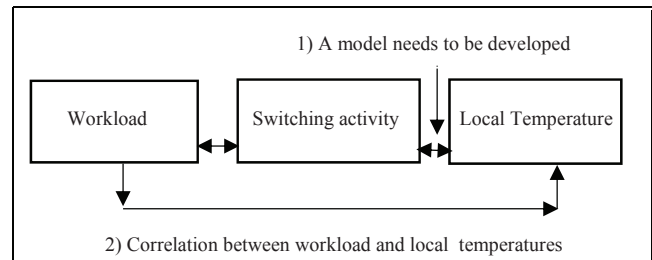 1) A model needs to be developed
Workload
Switching activity
Local Temperature
2) Correlation between workload and local temperatures